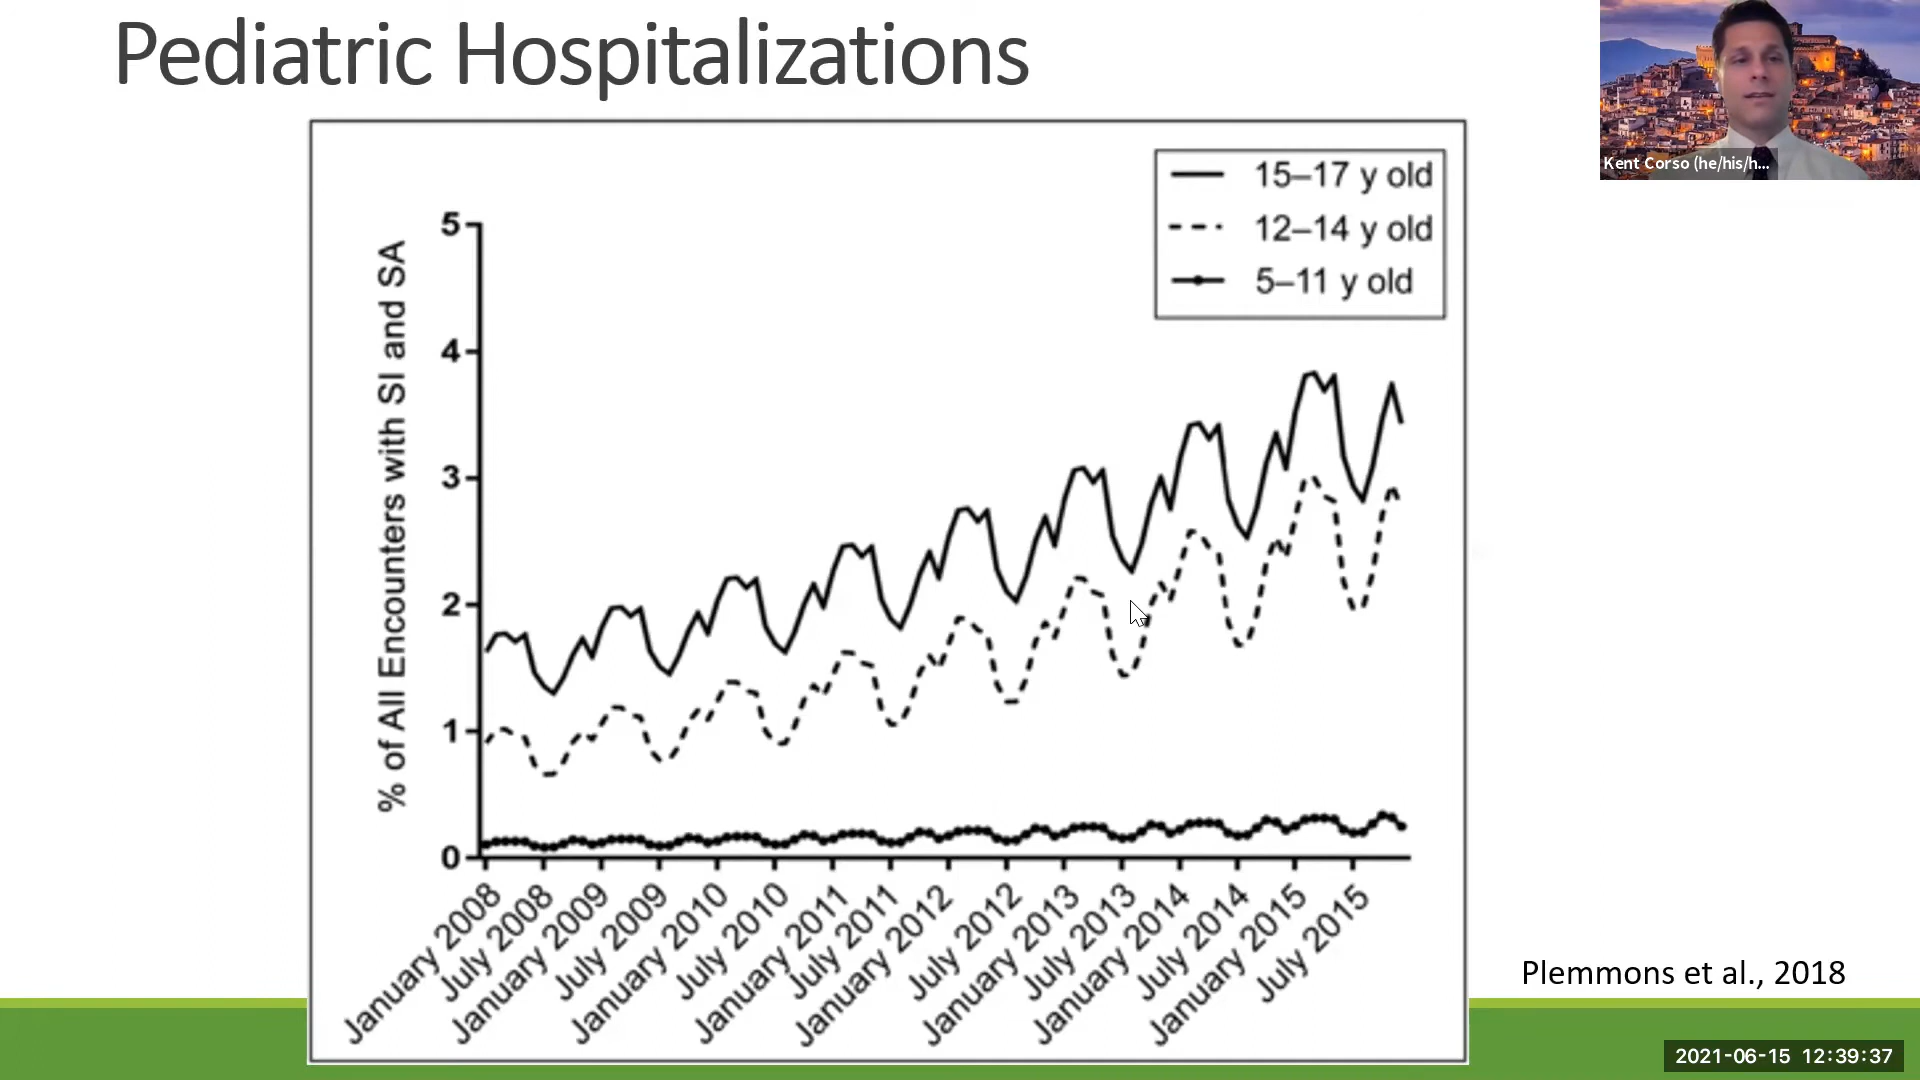 Pediatric Hospitalizations
Kent Corso (he/his/h...
15–17 y old
12–14 y old
5–11 y old
% of All Encounters with SI and SA
5
4
3
2
1
0
January 2008
July 2008
January 2009
July 2009
January 2010
July 2010
January 2011
July 2011
January 2012
July 2012
January 2013
July 2013
January 2014
July 2014
January 2015
July 2015
Plemmons et al., 2018
2021-06-15 12:39:37